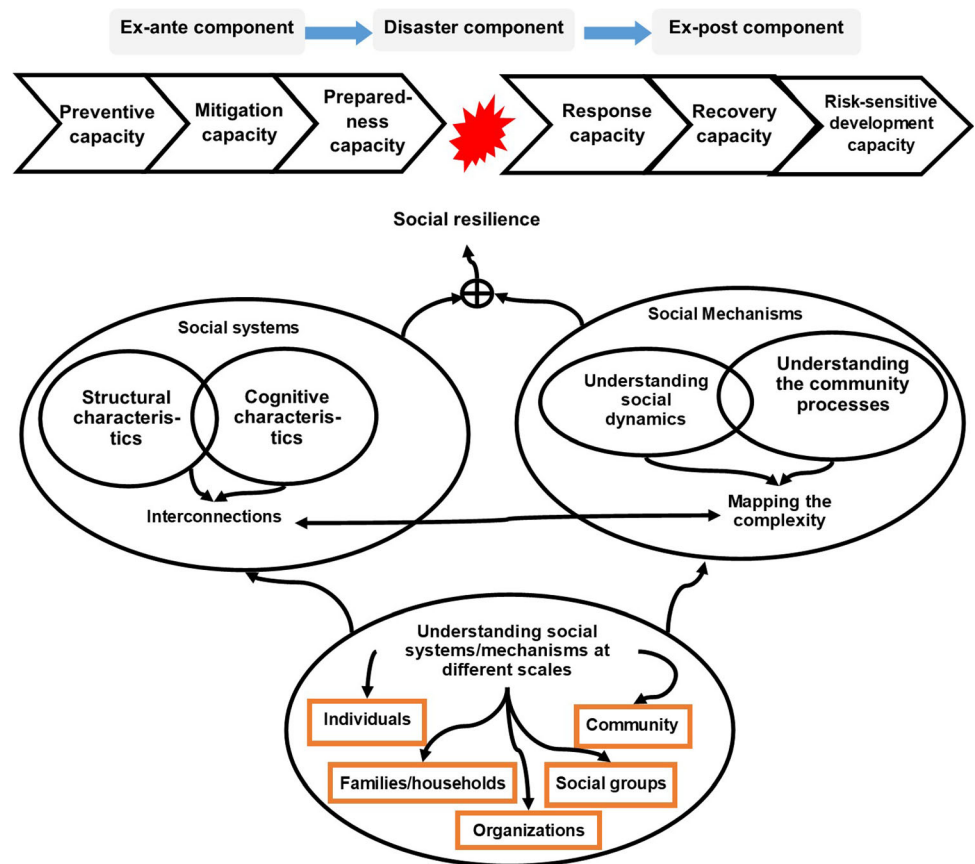 Ex-ante component
Disaster component
Ex-post component
Preventive
capacity
Mitigation
capacity
Prepared-
ness
capacity
Response
capacity
Recovery
capacity
Risk-sensitive
development
capacity
Social resilience
Social systems
Structural
characteris-
tics
Cognitive
characteris-
tics
Interconnections
Social Mechanisms
Understanding
social
dynamics
Understanding
the community
processes
Mapping the
complexity
Understanding social
systems/mechanisms at
different scales
Individuals
Community
Families/households
Social groups
Organizations